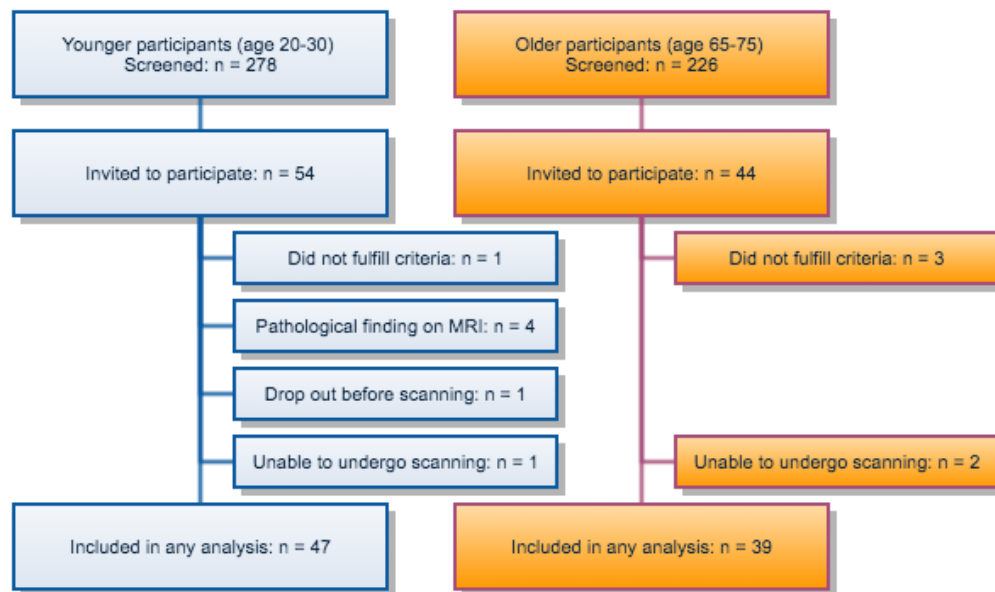 Younger participants (age 20-30)
Screened: n = 278
Older participants (age 65-75)
Screened: n = 226
Invited to participate: n = 54
Invited to participate: n = 44
Did not fulfill criteria: n = 1
Did not fulfill criteria: n = 3
Pathological finding on MRI: n = 4
Drop out before scanning: n = 1
Unable to undergo scanning: n = 1
Unable to undergo scanning: n = 2
Included in any analysis: n = 47
Included in any analysis: n = 39